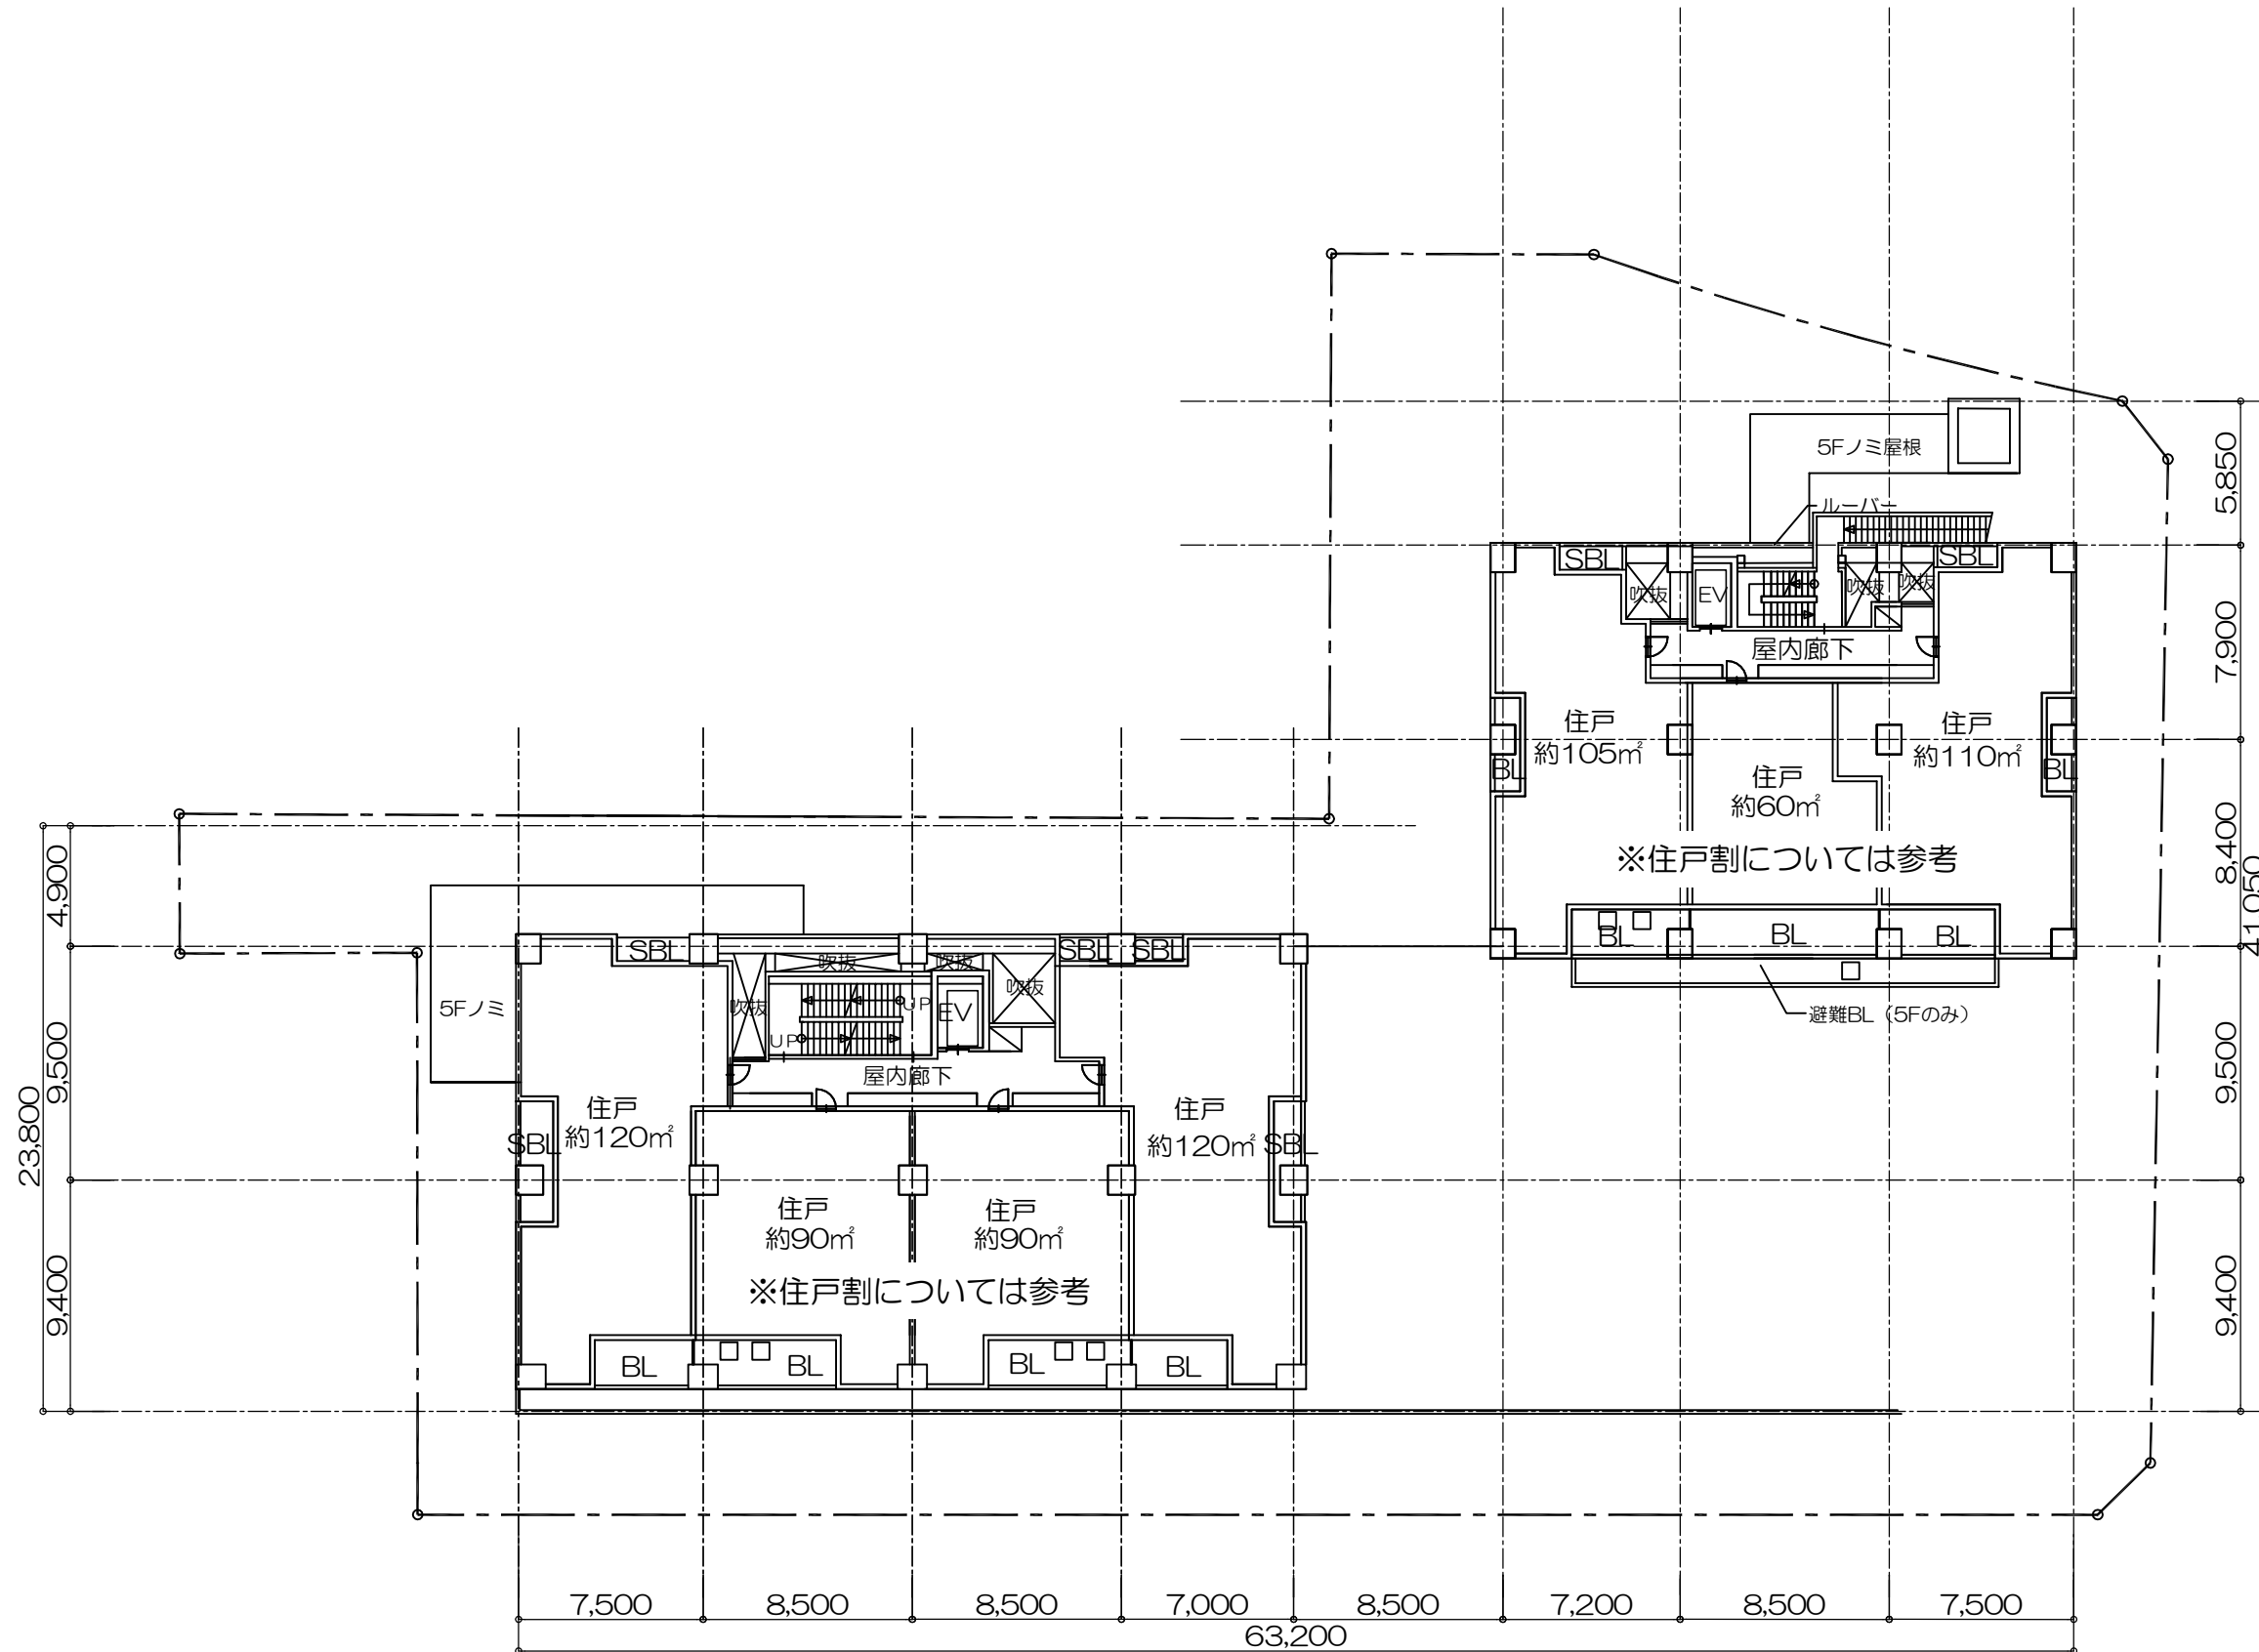 5Fノミ屋根
5,850
ルーバー
SBL
SBL
吹抜
EV
吹抜
吹抜
屋内廊下
7,900
住戸
約105㎡
住戸
約110㎡
BL
BL
住戸
約60㎡
8,400
41,050
※住戸割については参考
BL
BL
BL
避難BL（5Fのみ）
4,900
SBL
SBL
SBL
吹抜
吹抜
吹抜
吹抜
5Fノミ
UP
EV
UP
屋内廊下
9,500
9,500
23,800
住戸
約120㎡
住戸
約120㎡
SBL
SBL
住戸
約90㎡
住戸
約90㎡
※住戸割については参考
9,400
9,400
BL
BL
BL
BL
7,500
8,500
8,500
7,000
8,500
7,200
8,500
7,500
63,200